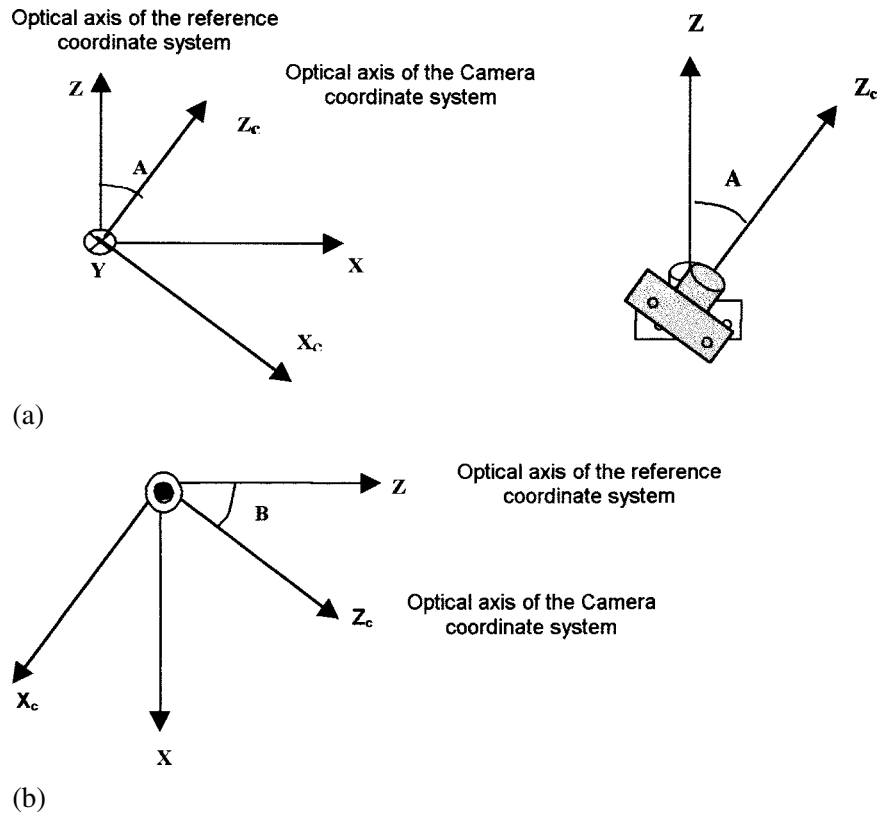 Optical axis of the reference
coordinate system
Optical axis of the Camera
coordinate system
Z
Zc
A
Y
X
Xc
Z
Zc
A
(a)
Z
B
Optical axis of the reference
coordinate system
Zc
Optical axis of the Camera
coordinate system
Xc
X
(b)